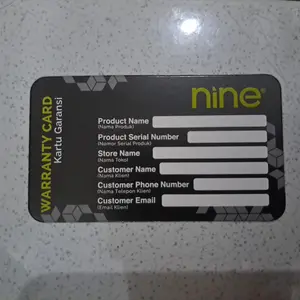 WARRANTY CARD
Kartu Garansi
nine®
Product Name
(Nama Produk)
Product Serial Number
(Nomor Serial Produk)
Store Name
(Nama Toko)
Customer Name
(Nama Klien)
Customer Phone Number
(Nama Telepon Klien)
Customer Email
(Email Klien)